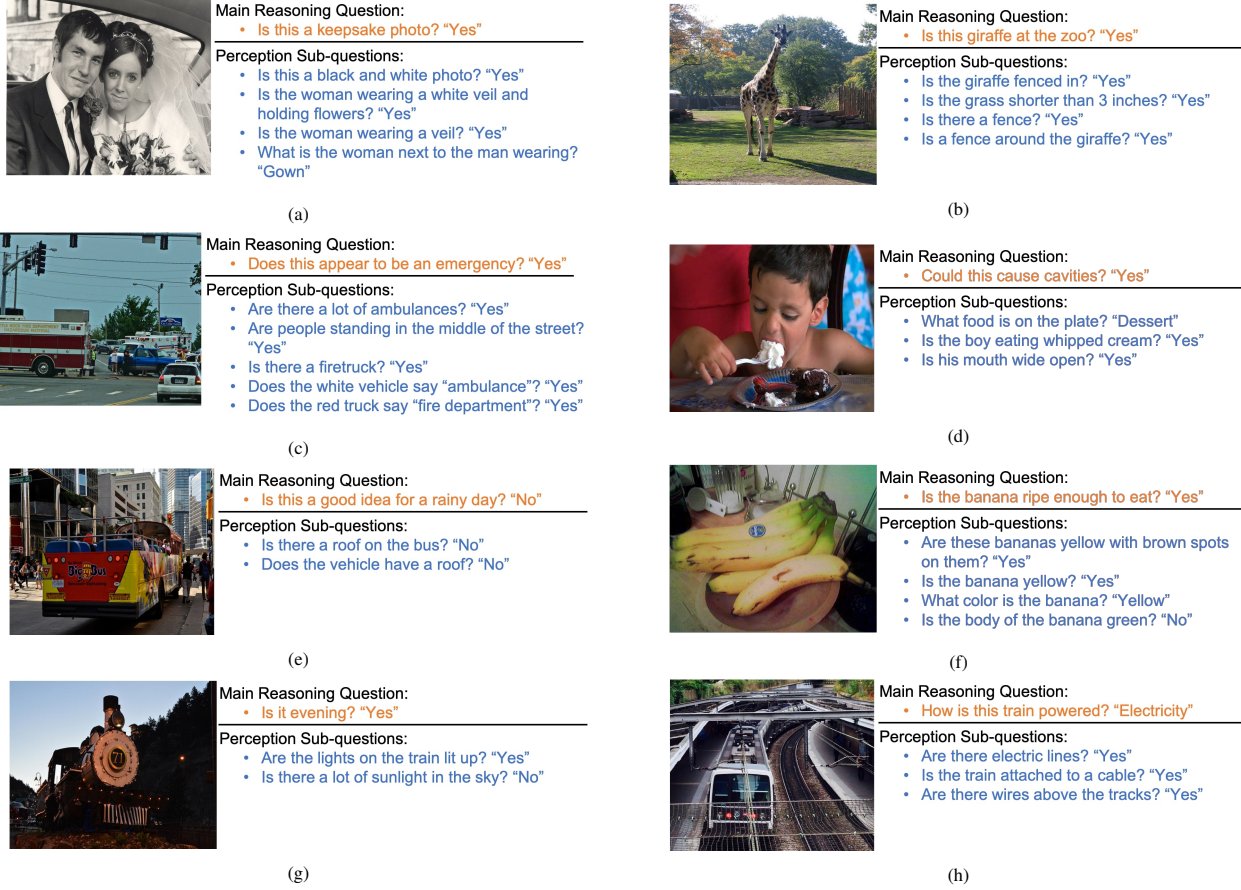 Main Reasoning Question:
• Is this a keepsake photo? “Yes”
Perception Sub-questions:
• Is this a black and white photo? “Yes”
• Is the woman wearing a white veil and
holding flowers? “Yes”
• Is the woman wearing a veil? “Yes”
• What is the woman next to the man wearing?
“Gown”
(a)
Main Reasoning Question:
• Is this giraffe at the zoo? “Yes”
Perception Sub-questions:
• Is the giraffe fenced in? “Yes”
• Is the grass shorter than 3 inches? “Yes”
• Is there a fence? “Yes”
• Is a fence around the giraffe? “Yes”
(b)
Main Reasoning Question:
• Does this appear to be an emergency? “Yes”
Perception Sub-questions:
• Are there a lot of ambulances? “Yes”
• Are people standing in the middle of the street?
“Yes”
• Is there a firetruck? “Yes”
• Does the white vehicle say “ambulance”? “Yes”
• Does the red truck say “fire department”? “Yes”
(c)
Main Reasoning Question:
• Could this cause cavities? “Yes”
Perception Sub-questions:
• What food is on the plate? “Dessert”
• Is the boy eating whipped cream? “Yes”
• Is his mouth wide open? “Yes”
(d)
Big Bus
Main Reasoning Question:
• Is this a good idea for a rainy day? “No”
Perception Sub-questions:
• Is there a roof on the bus? “No”
• Does the vehicle have a roof? “No”
(e)
Main Reasoning Question:
• Is the banana ripe enough to eat? “Yes”
Perception Sub-questions:
• Are these bananas yellow with brown spots
on them? “Yes”
• Is the banana yellow? “Yes”
• What color is the banana? “Yellow”
• Is the body of the banana green? “No”
(f)
71
Main Reasoning Question:
• Is it evening? “Yes”
Perception Sub-questions:
• Are the lights on the train lit up? “Yes”
• Is there a lot of sunlight in the sky? “No”
(g)
Main Reasoning Question:
• How is this train powered? “Electricity”
Perception Sub-questions:
• Are there electric lines? “Yes”
• Is the train attached to a cable? “Yes”
• Are there wires above the tracks? “Yes”
(h)